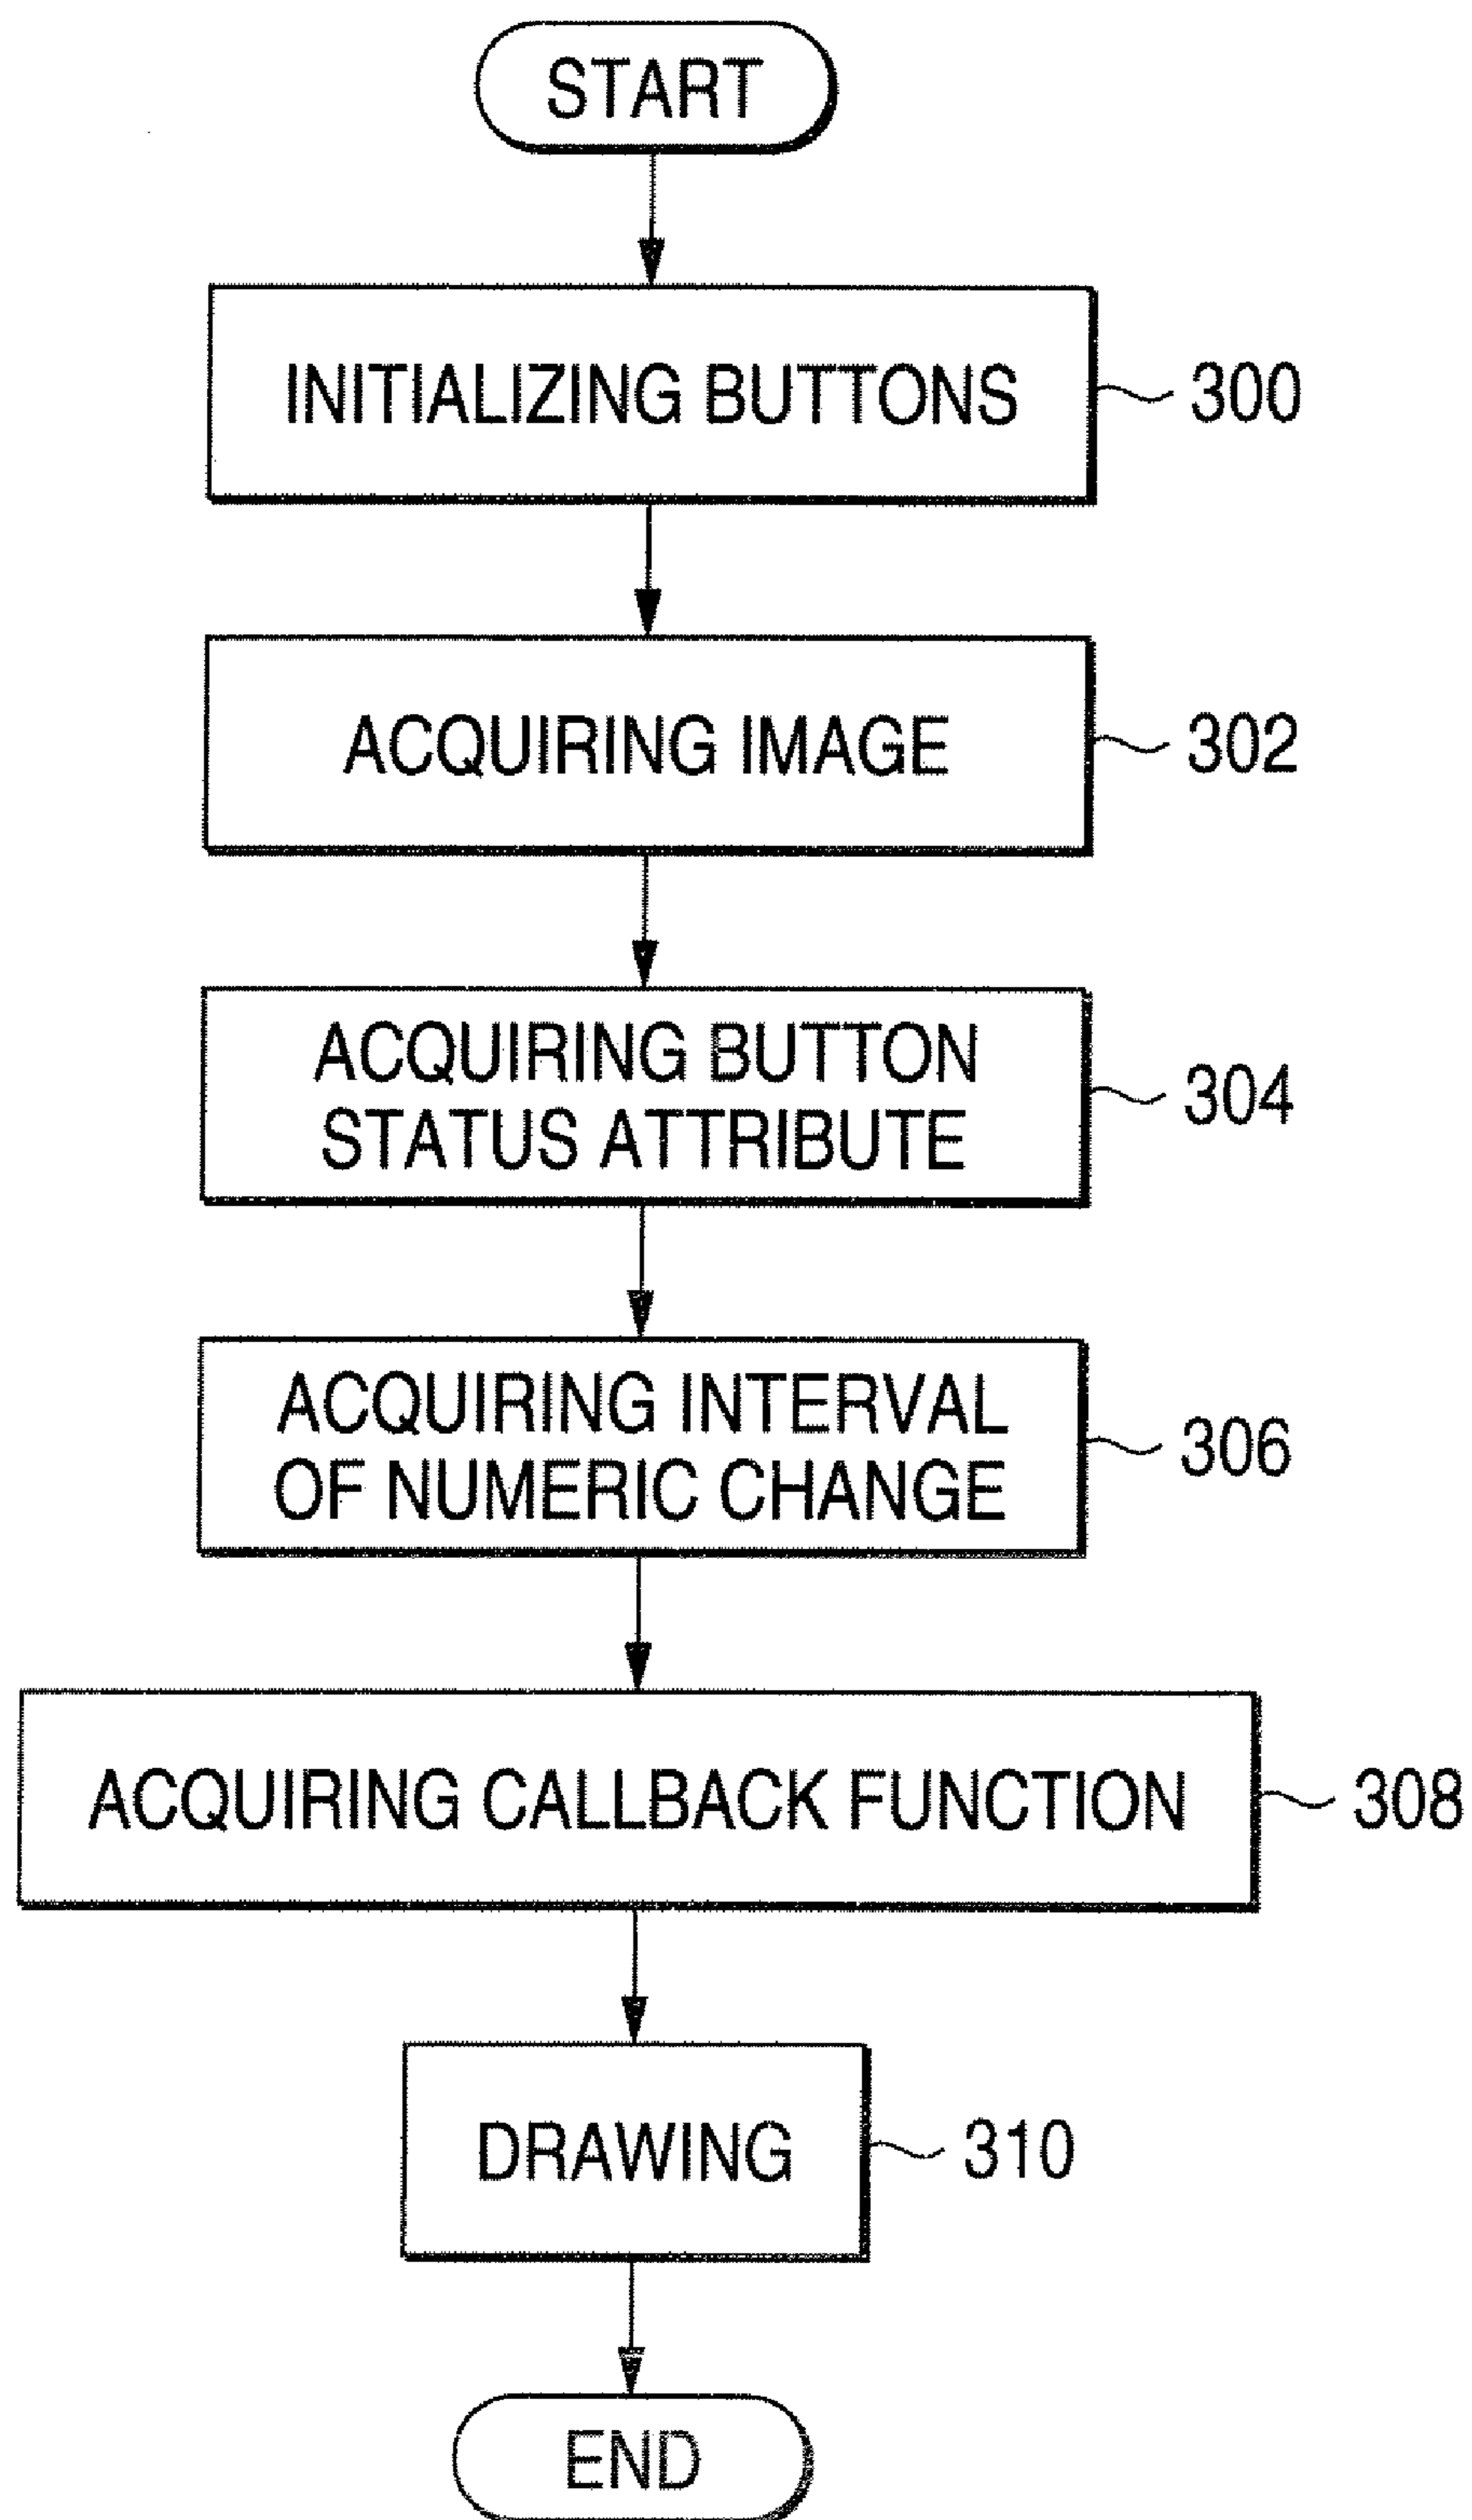 START
INITIALIZING BUTTONS
300
ACQUIRING IMAGE
302
ACQUIRING BUTTON
STATUS ATTRIBUTE
304
ACQUIRING INTERVAL
OF NUMERIC CHANGE
306
ACQUIRING CALLBACK FUNCTION
308
DRAWING
310
END